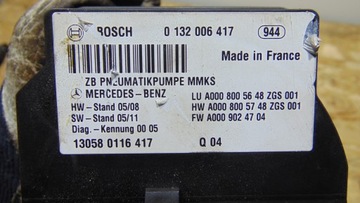 BOSCH 0 132 006 417 944
Made in France
ZB PNEUMATIKPUMPE MMKS
MERCEDES-BENZ LU A000 800 56 48 ZGS 001
HW - Stand 05/08 HW A000 800 57 48 ZGS 001
SW - Stand 05/11 FW A000 902 47 04
Diag. - Kennung 00 05
13058 0116 417 Q 04